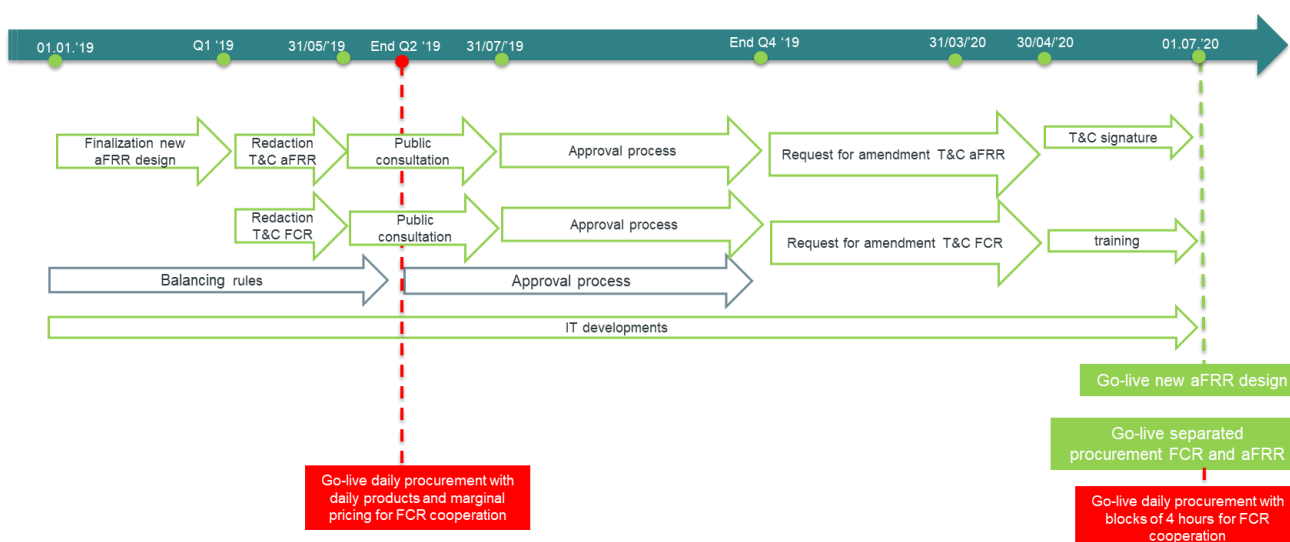 01.01.'19
Q1 '19
31/05/'19
End Q2 '19
31/07/'19
End Q4 '19
31/03/'20
30/04/'20
01.07.'20
Finalization new
aFRR design
Redaction
T&C aFRR
Public
consultation
Approval process
Request for amendment T&C aFRR
T&C signature
Redaction
T&C FCR
Public
consultation
Approval process
Request for amendment T&C FCR
training
Balancing rules
Approval process
IT developments
Go-live new aFRR design
Go-live separated
procurement FCR and aFRR
Go-live daily procurement with
daily products and marginal
pricing for FCR cooperation
Go-live daily procurement with
blocks of 4 hours for FCR
cooperation